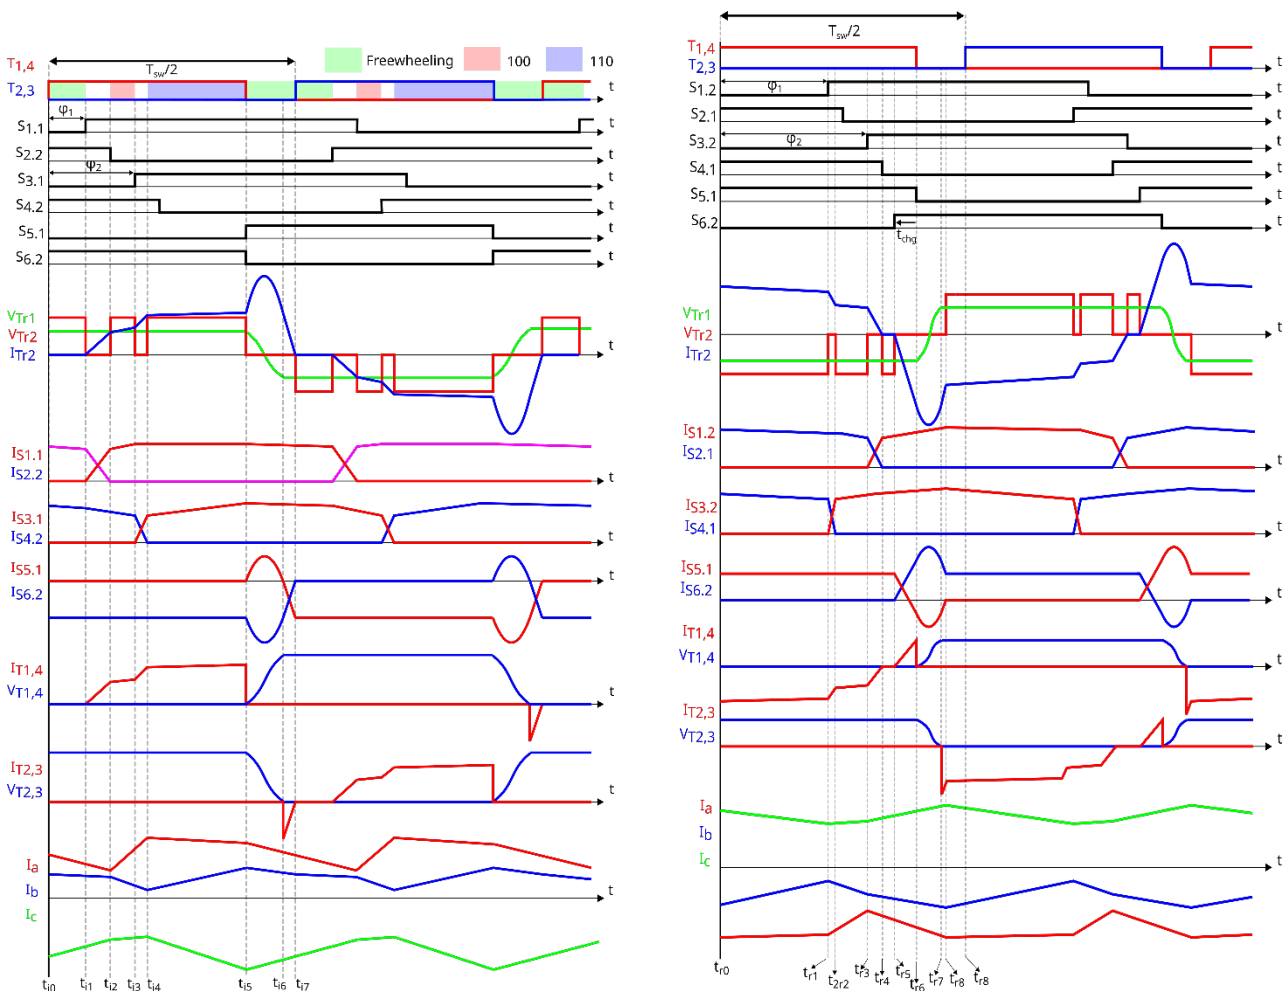 Freewheeling 100 110
T1,4
Tsw/2
T2,3
t
φ1
S1.1
t
S2.2
t
φ2
S3.1
t
S4.2
t
S5.1
t
S6.2
t
VTr1
VTr2
ITr2
t
IS1.1
IS2.2
t
IS3.1
IS4.2
t
IS5.1
IS6.2
t
IT1,4
VT1,4
t
IT2,3
VT2,3
t
Ia
Ib
t
Ic
ti0 ti1 ti2 ti3 ti4 ti5 ti6 ti7
Tsw/2
T1,4
T2,3
t
φ1
S1.2
t
S2.1
t
φ2
S3.2
t
S4.1
t
S5.1
t
S6.2
t
tchg
VTr1
VTr2
ITr2
t
IS1.2
IS2.1
t
IS3.2
IS4.1
t
IS5.1
IS6.2
t
IT1,4
VT1,4
t
IT2,3
VT2,3
t
Ia
Ib
Ic
t
tr0 tr1 t2r2 tr3 tr4 tr5 tr6 tr7 tr8 tr8